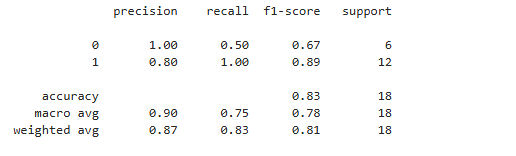 precision recall f1-score support
0 1.00 0.50 0.67 6
1 0.80 1.00 0.89 12
accuracy 0.83 18
macro avg 0.90 0.75 0.78 18
weighted avg 0.87 0.83 0.81 18